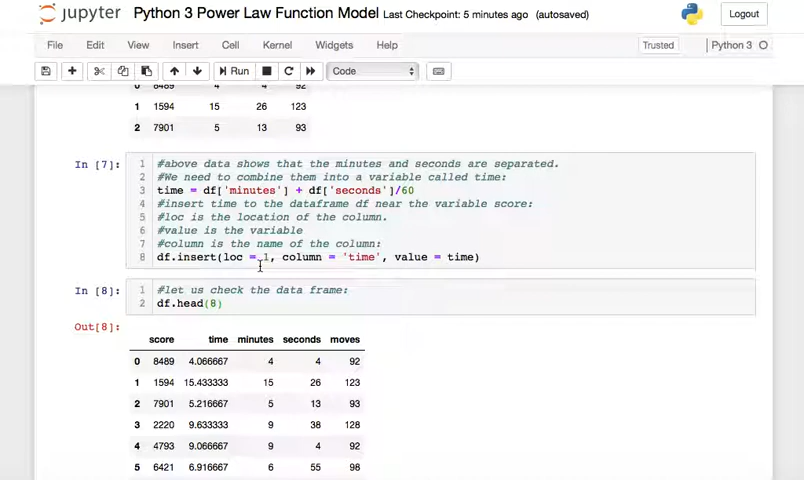 jupyter Python 3 Power Law Function Model Last Checkpoint: 5 minutes ago (autosaved) Logout
File Edit View Insert Cell Kernel Widgets Help Trusted Python 3
Run Code
0 8489 4 4 92
1 1594 15 26 123
2 7901 5 13 93
In [7]: 1 #above data shows that the minutes and seconds are separated.
2 #We need to combine them into a variable called time:
3 time = df['minutes'] + df['seconds']/60
4 #insert time to the dataframe df near the variable score:
5 #loc is the location of the column.
6 #value is the variable
7 #column is the name of the column:
8 df.insert(loc = 1, column = 'time', value = time)
In [8]: 1 #let us check the data frame:
2 df.head(8)
Out[8]:
score time minutes seconds moves
0 8489 4.066667 4 4 92
1 1594 15.433333 15 26 123
2 7901 5.216667 5 13 93
3 2220 9.633333 9 38 128
4 4793 9.066667 9 4 92
5 6421 6.916667 6 55 98